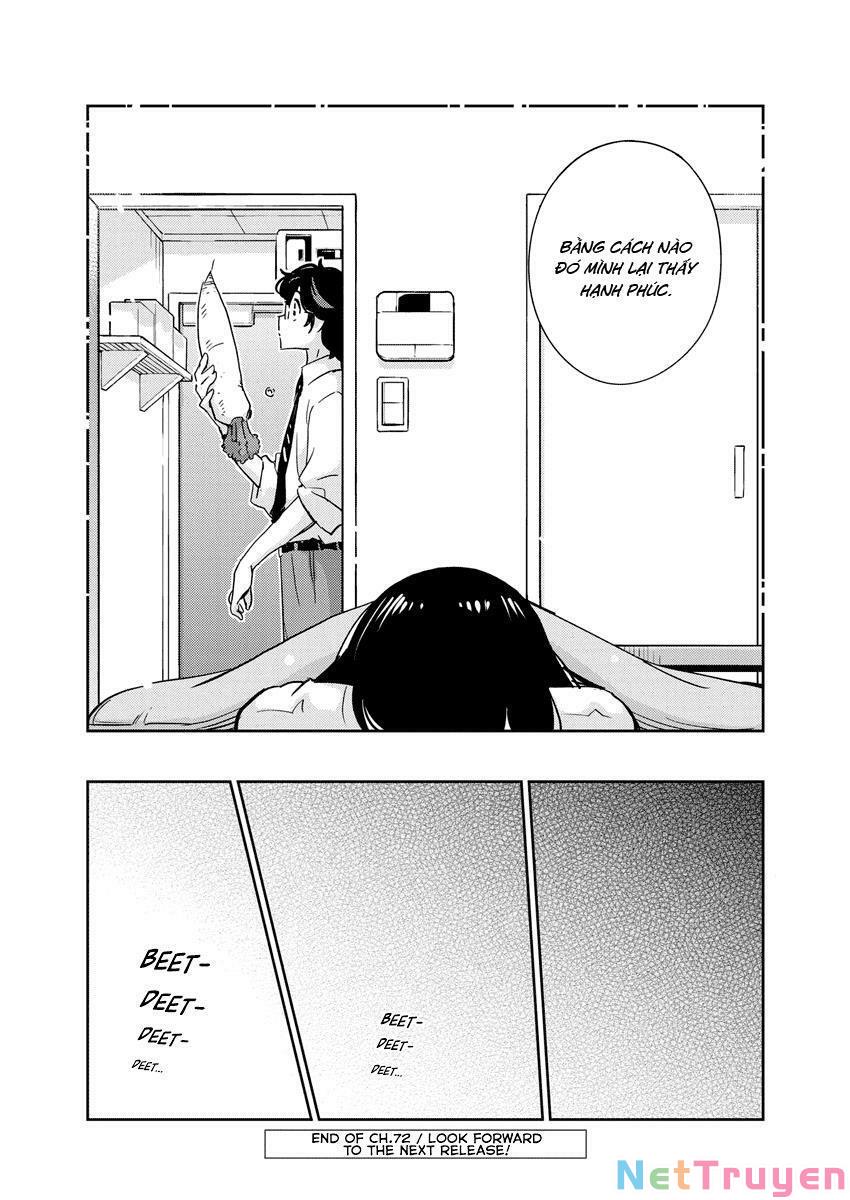 BẰNG CÁCH NÀO
ĐÓ MÌNH LẠI THẤY
HẠNH PHÚC.
BEET-
DEET-
DEET-
DEET...
BEET-
DEET-
DEET...
END OF CH.72 / LOOK FORWARD
TO THE NEXT RELEASE!
NetTruyen